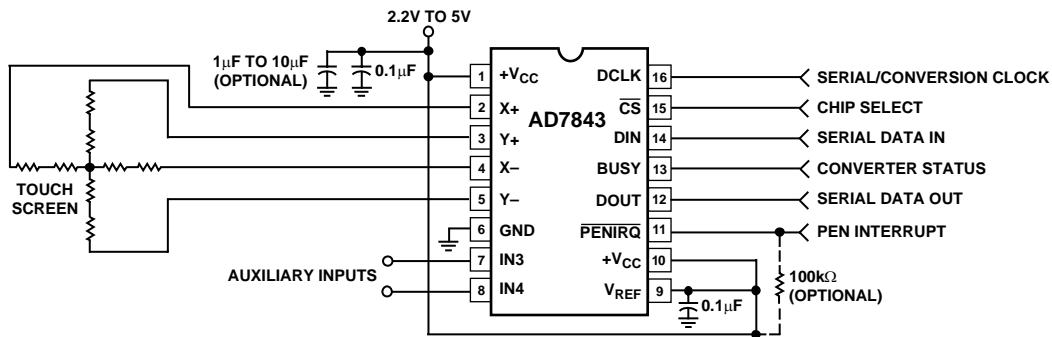 2.2V TO 5V
1μF TO 10μF
(OPTIONAL)
0.1μF
TOUCH
SCREEN
AUXILIARY INPUTS
AD7843
1 +VCC
2 X+
3 Y+
4 X–
5 Y–
6 GND
7 IN3
8 IN4
DCLK 16 SERIAL/CONVERSION CLOCK
CS 15 CHIP SELECT
DIN 14 SERIAL DATA IN
BUSY 13 CONVERTER STATUS
DOUT 12 SERIAL DATA OUT
PENIRQ 11 PEN INTERRUPT
+VCC 10
VREF 9
0.1μF
100kΩ
(OPTIONAL)